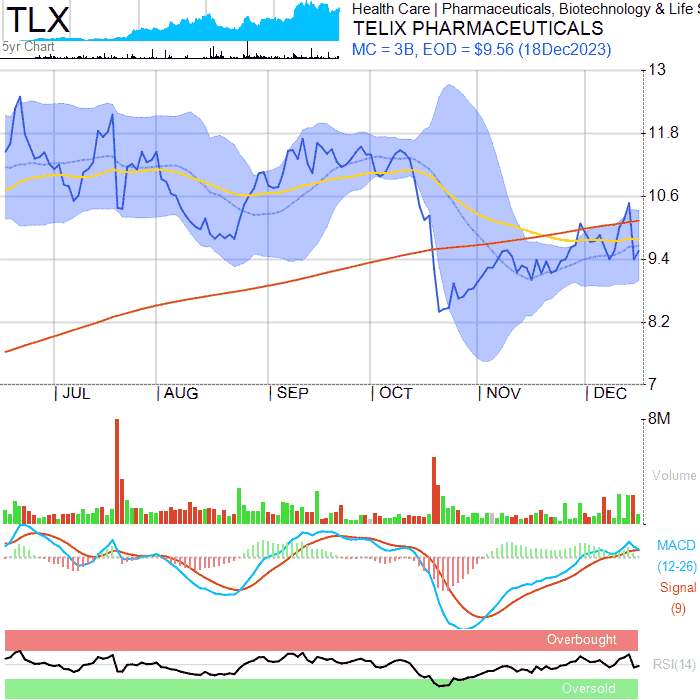 TLX
5yr Chart
Health Care | Pharmaceuticals, Biotechnology & Life S
TELIX PHARMACEUTICALS
MC = 3B, EOD = $9.56 (18Dec2023)
13
11.8
10.6
9.4
8.2
7
JUL AUG SEP OCT NOV DEC
8M
Volume
MACD
(12-26)
Signal
(9)
Overbought
RSI(14)
Oversold